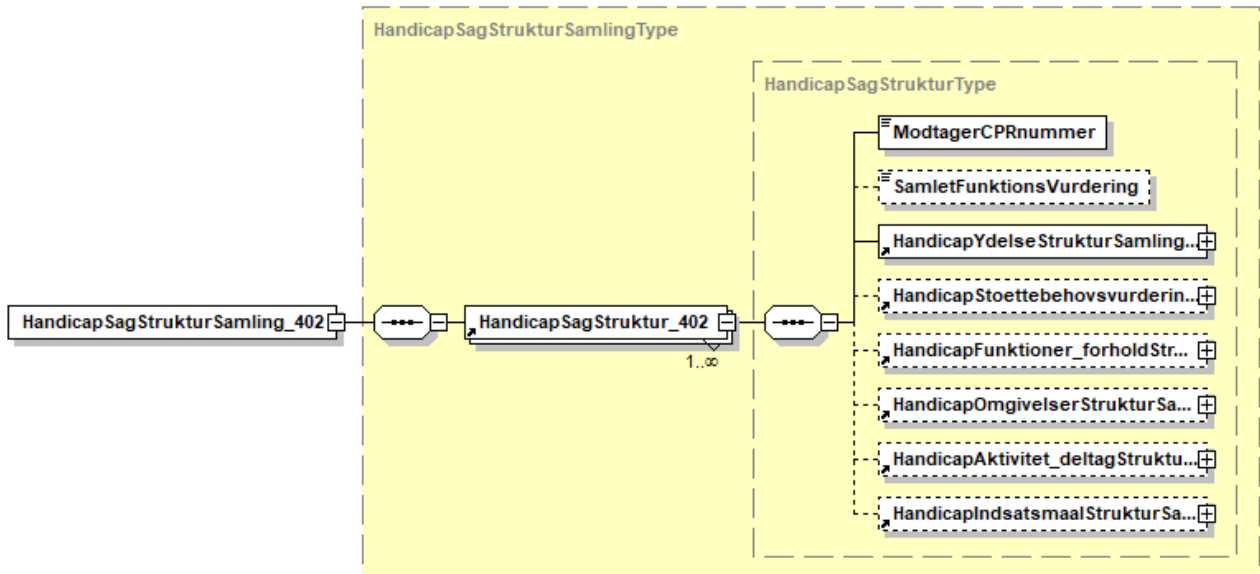 HandicapSagStrukturSamlingType
HandicapSagStrukturType
ModtagerCPRnummer
SamletFunktionsVurdering
HandicapYdelseStrukturSamling...
HandicapStoettebehovsvurderin...
HandicapSagStrukturSamling_402
HandicapSagStruktur_402
1..∞
HandicapFunktioner_forholdStr...
HandicapOmgivelserStrukturSa...
HandicapAktivitet_deltagStruktu...
HandicapIndsatsmaalStrukturSa...